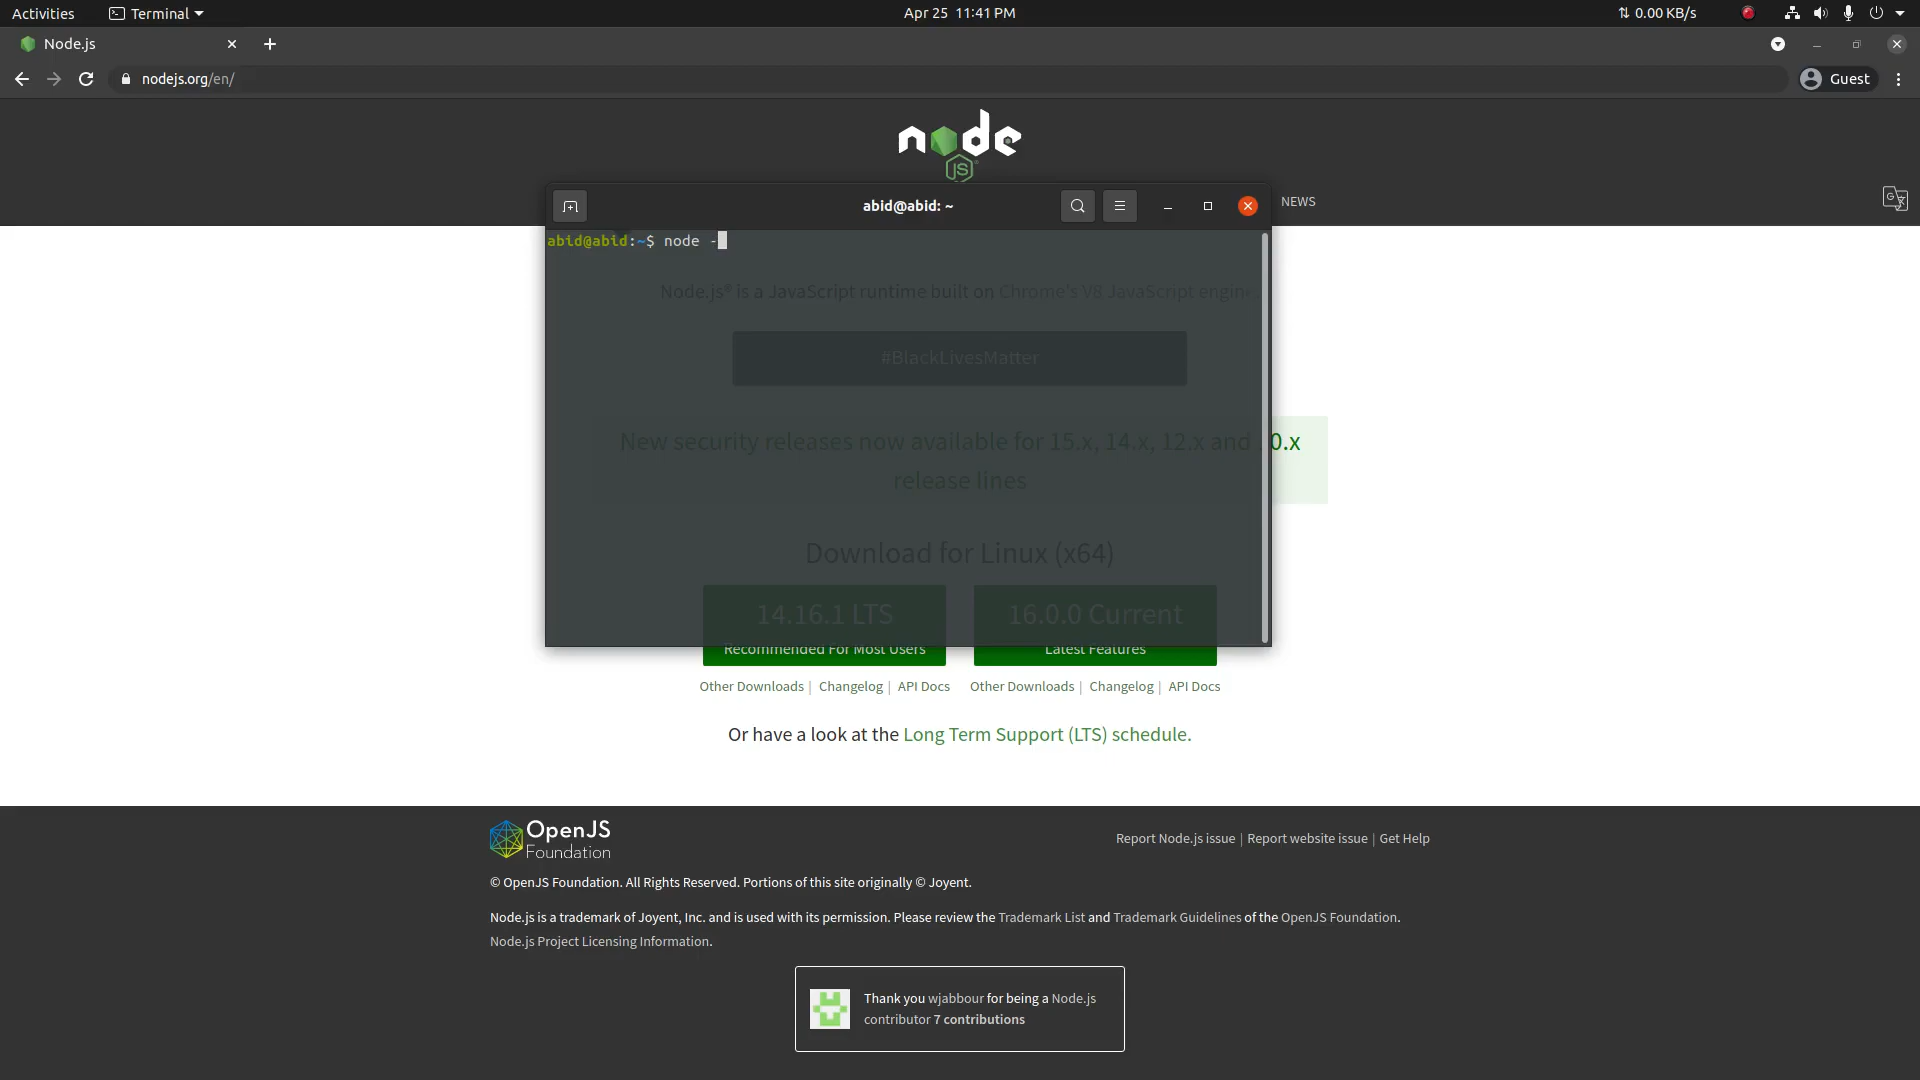 Activities Terminal Apr 25 11:41 PM 0.00 KB/s
Node.js
nodejs.org/en/ Guest
node
JS
abid@abid: ~ NEWS
abid@abid:~$ node -
Node.js® is a JavaScript runtime built on Chrome's V8 JavaScript engine
#BlackLivesMatter
New security releases now available for 15.x, 14.x, 12.x and 0.x
release lines
Download for Linux (x64)
14.16.1 LTS 16.0.0 Current
Recommended For Most Users Latest Features
Other Downloads | Changelog | API Docs Other Downloads | Changelog | API Docs
Or have a look at the Long Term Support (LTS) schedule.
OpenJS
Foundation
Report Node.js issue | Report website issue | Get Help
© OpenJS Foundation. All Rights Reserved. Portions of this site originally © Joyent.
Node.js is a trademark of Joyent, Inc. and is used with its permission. Please review the Trademark List and Trademark Guidelines of the OpenJS Foundation.
Node.js Project Licensing Information.
Thank you wjabbour for being a Node.js
contributor 7 contributions